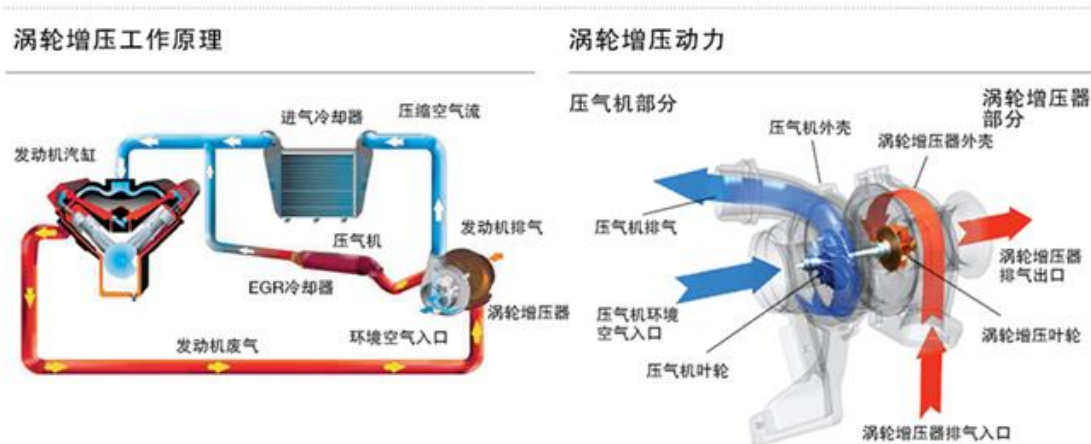 涡轮增压工作原理
涡轮增压动力
进气冷却器
压缩空气流
发动机汽缸
压气机
发动机排气
EGR冷却器
涡轮增压器
环境空气入口
发动机废气
压气机部分
涡轮增压器
部分
压气机外壳
涡轮增压器外壳
压气机排气
涡轮增压器
排气出口
压气机环境
空气入口
涡轮增压叶轮
压气机叶轮
涡轮增压器排气入口